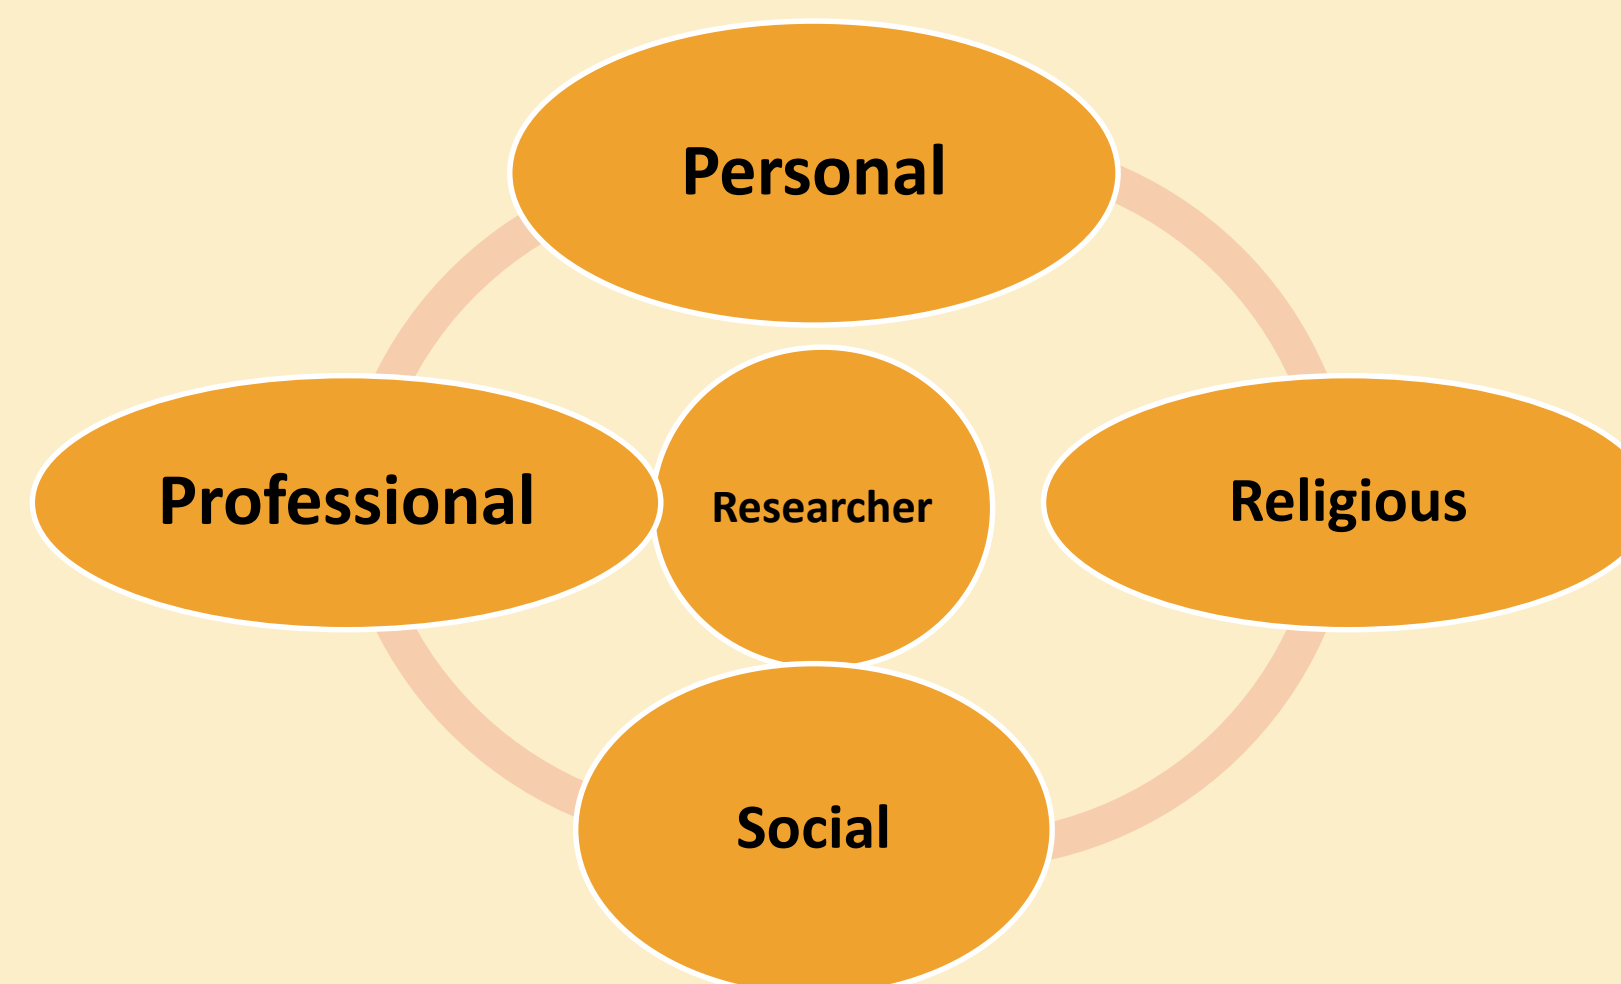 Personal
Professional
Researcher
Religious
Social